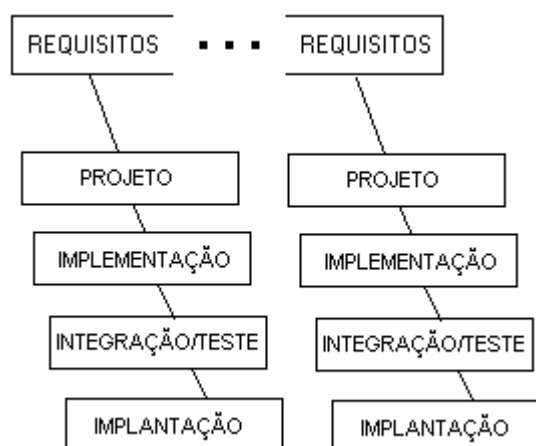 REQUISITOS ... REQUISITOS
PROJETO
PROJETO
IMPLEMENTAÇÃO
IMPLEMENTAÇÃO
INTEGRAÇÃO/TESTE
INTEGRAÇÃO/TESTE
IMPLANTAÇÃO
IMPLANTAÇÃO